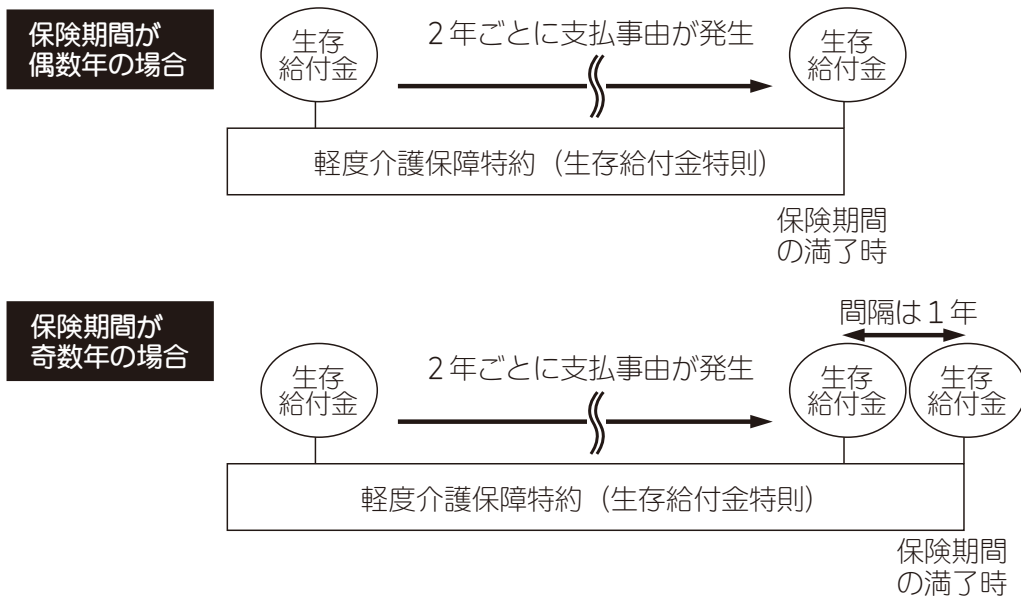 保険期間が
偶数年の場合
生存
給付金
2年ごとに支払事由が発生
生存
給付金
軽度介護保障特約（生存給付金特則）
保険期間
の満了時
保険期間が
奇数年の場合
間隔は1年
生存
給付金
2年ごとに支払事由が発生
生存
給付金
生存
給付金
軽度介護保障特約（生存給付金特則）
保険期間
の満了時